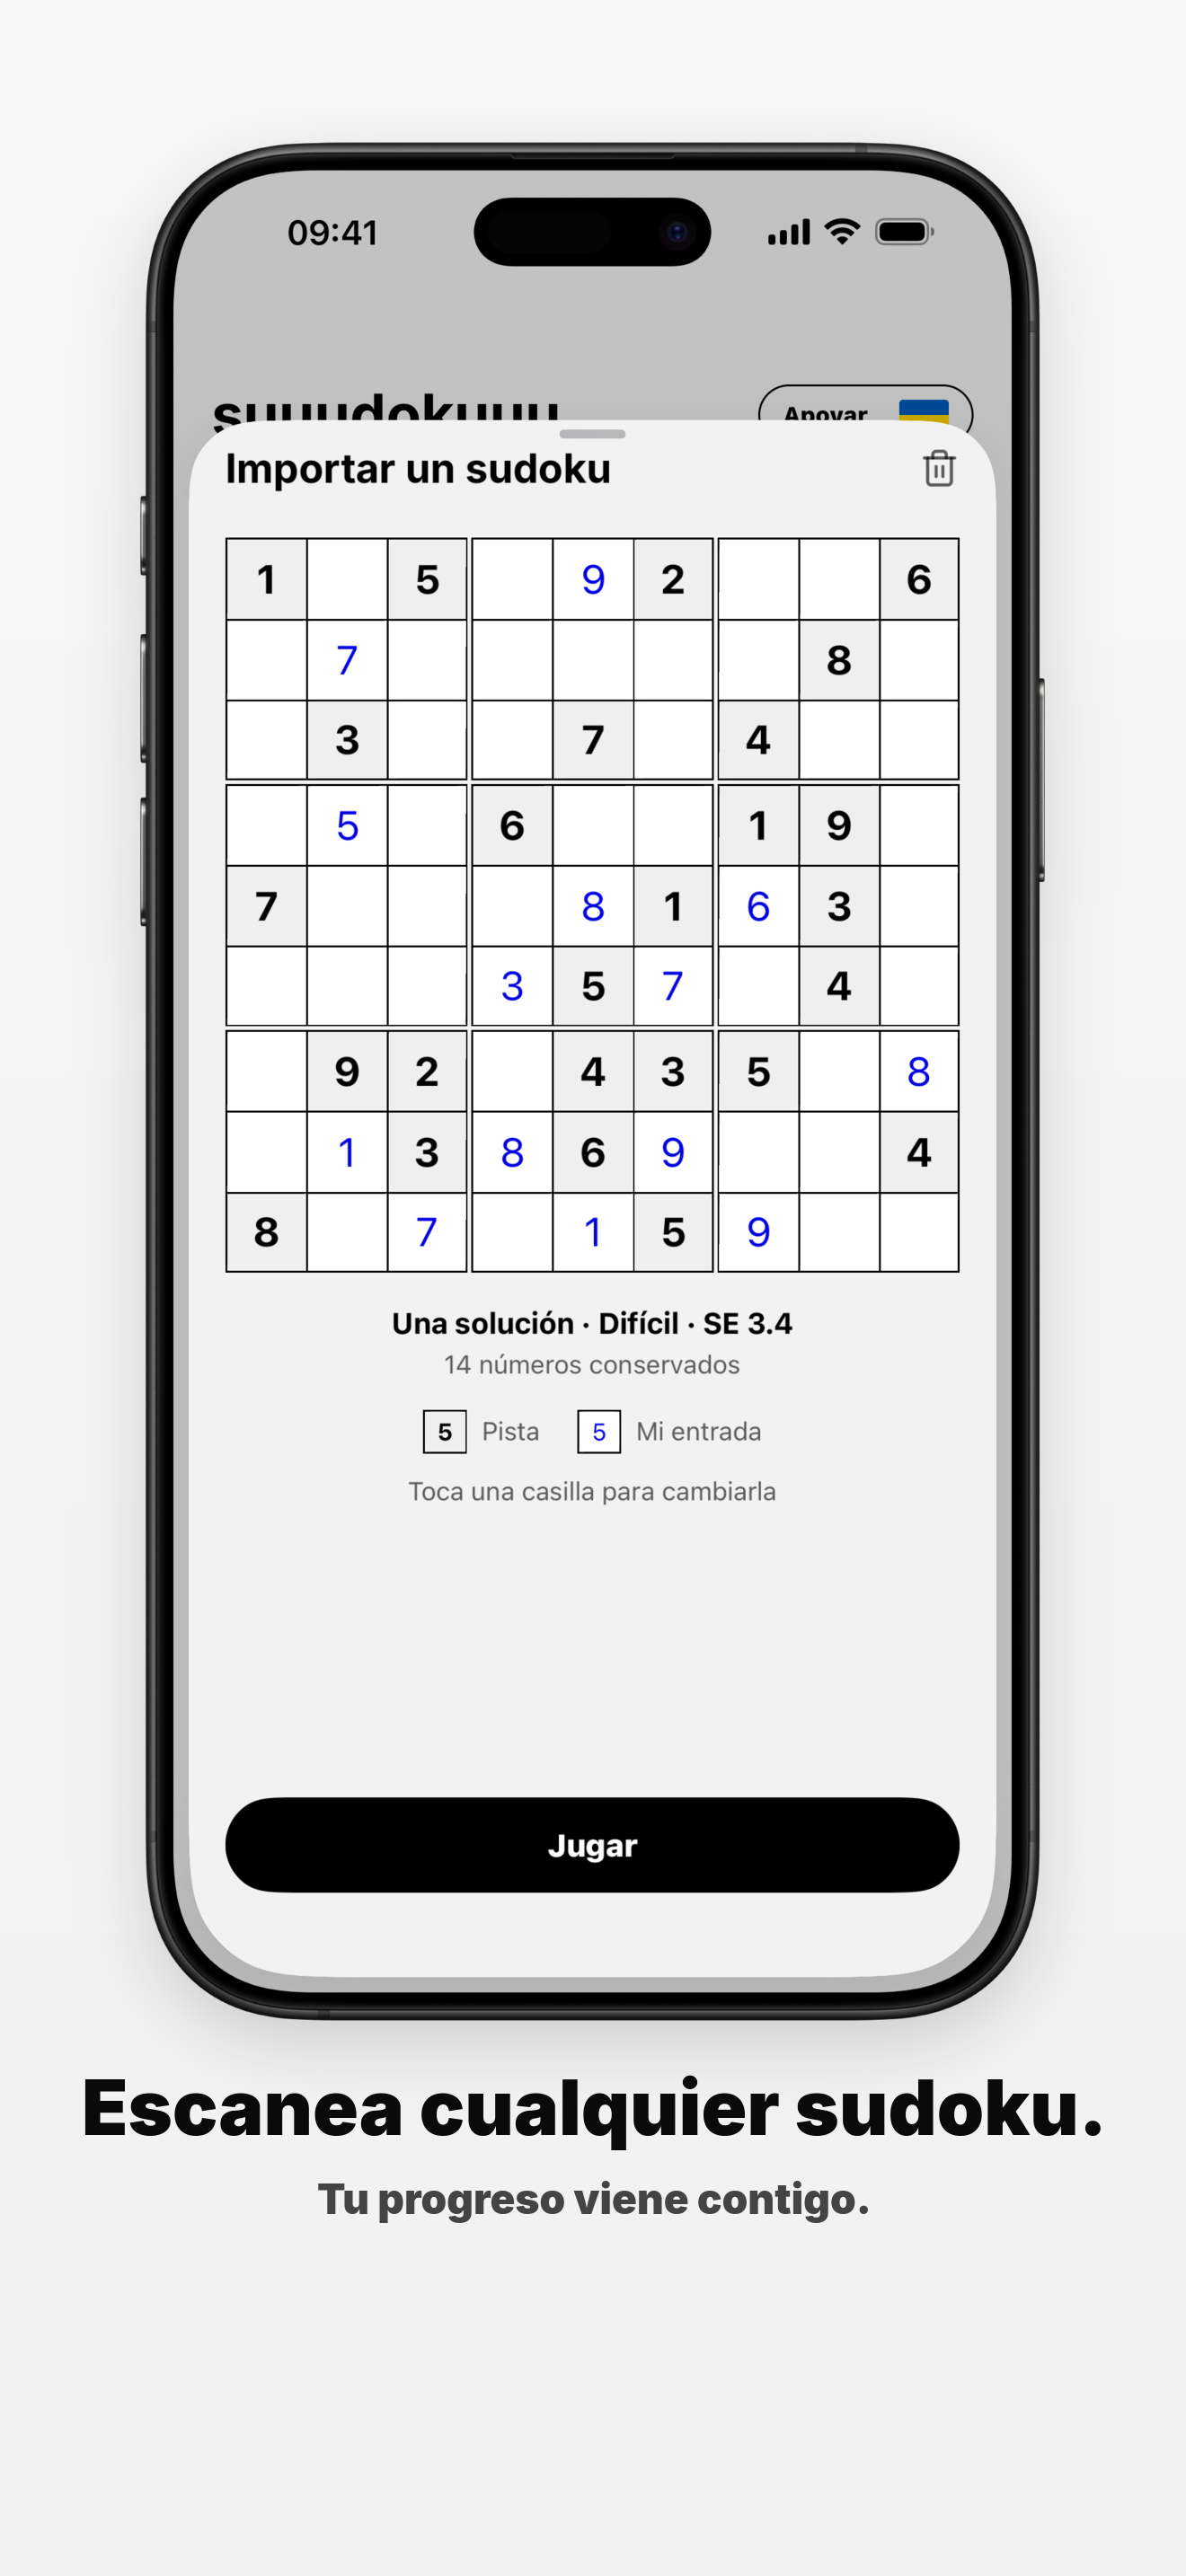 09:41
suuudokuuu
Apoyar
Importar un sudoku
1 5 9 2 6
7 8
3 7 4
5 6 1 9
7 8 1 6 3
3 5 7 4
9 2 4 3 5 8
1 3 8 6 9 4
8 7 1 5 9
Una solución · Difícil · SE 3.4
14 números conservados
5 Pista 5 Mi entrada
Toca una casilla para cambiarla
Jugar
Escanea cualquier sudoku.
Tu progreso viene contigo.